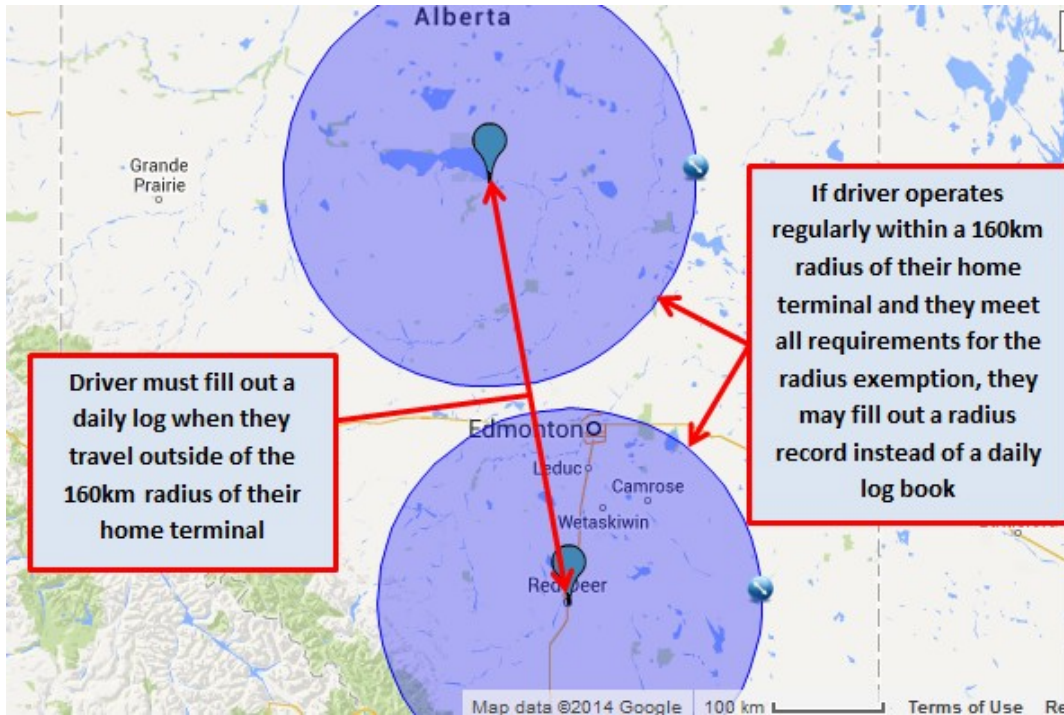 Alberta
Grande
Prairie
If driver operates
regularly within a 160km
radius of their home
terminal and they meet
all requirements for the
radius exemption, they
may fill out a radius
record instead of a daily
log book
Driver must fill out a
daily log when they
travel outside of the
160km radius of their
home terminal
Edmonton
Leduc
Camrose
Wetaskiwin
Red Deer
Map data ©2014 Google
100 km
Terms of Use